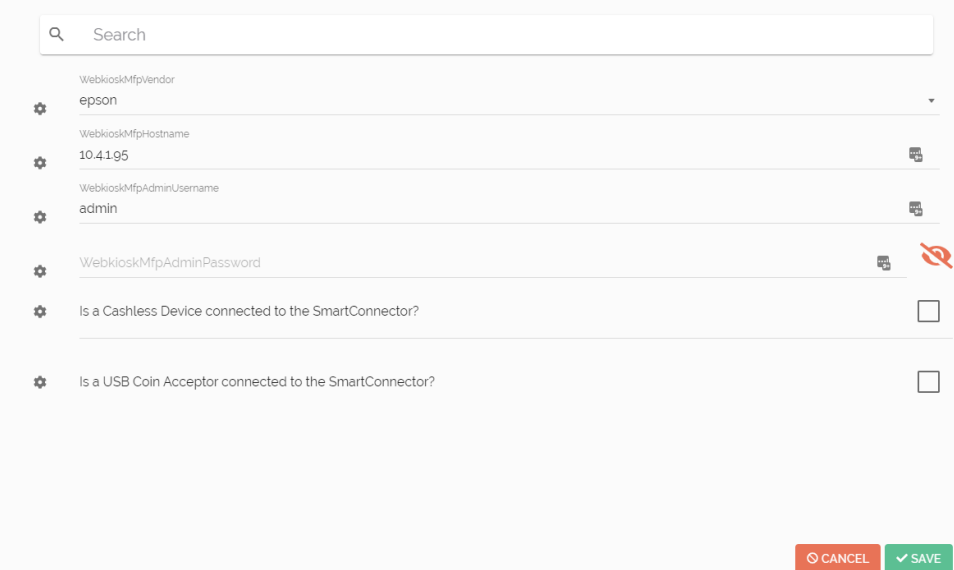 Search
WebkioskMfpVendor
epson
WebkioskMfpHostname
10.4.1.95
WebkioskMfpAdminUsername
admin
WebkioskMfpAdminPassword
Is a Cashless Device connected to the SmartConnector?
Is a USB Coin Acceptor connected to the SmartConnector?
CANCEL SAVE